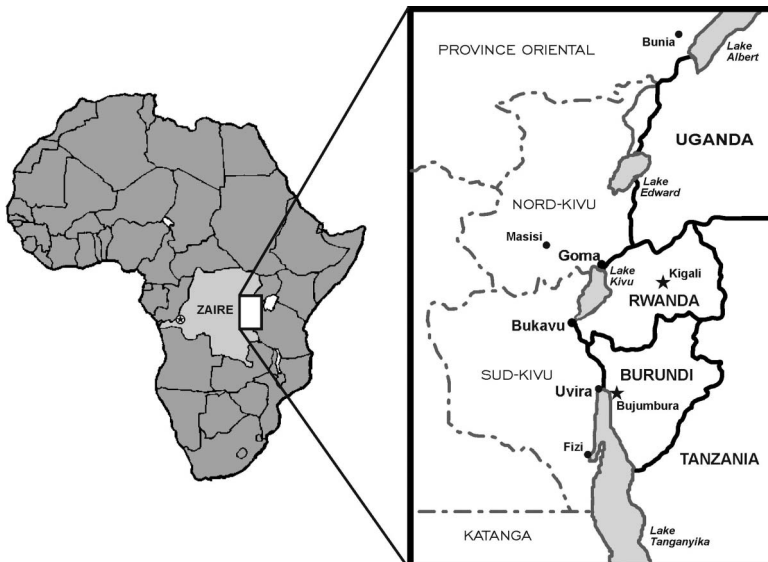 ZAIRE
Bunia
PROVINCE ORIENTAL
Lake
Albert
UGANDA
Lake
Edward
NORD-KIVU
Masisi
Goma
Lake
Kivu
Kigali
RWANDA
Bukavu
SUD-KIVU
BURUNDI
Uvira
Bujumbura
Fizi
TANZANIA
KATANGA
Lake
Tanganyika